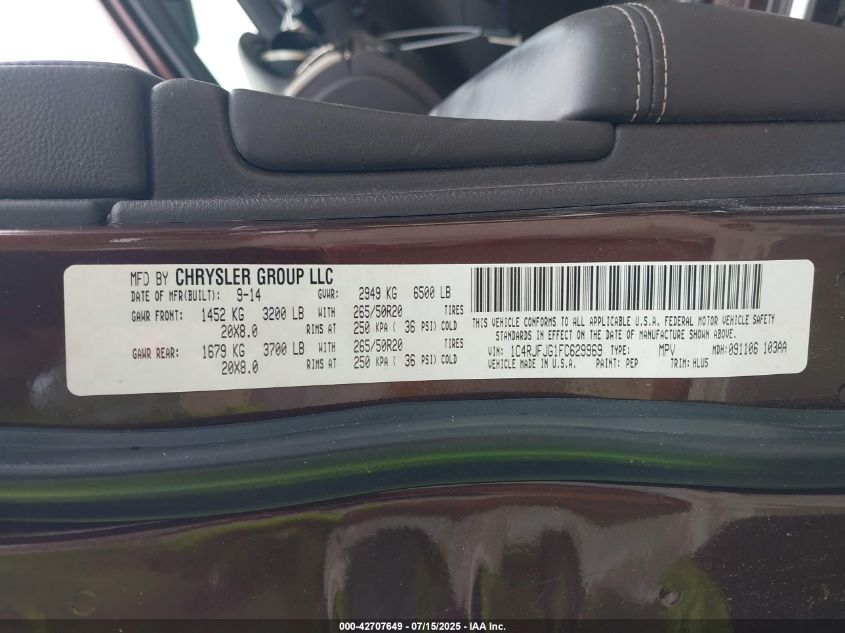 MFD BY CHRYSLER GROUP LLC
DATE OF MFR(BUILT): 9-14 GVWR: 2949 KG 6500 LB
GAWR FRONT: 1452 KG 3200 LB WITH 265/50R20 TIRES
20X8.0 RIMS AT 250 KPA ( 36 PSI) COLD
GAWR REAR: 1679 KG 3700 LB WITH 265/50R20 TIRES
20X8.0 RIMS AT 250 KPA ( 36 PSI) COLD
THIS VEHICLE CONFORMS TO ALL APPLICABLE U.S.A. FEDERAL MOTOR VEHICLE SAFETY
STANDARDS IN EFFECT ON THE DATE OF MANUFACTURE SHOWN ABOVE.
VIN: 1C4RJFJG1FC629969 TYPE: MPV MDH:091106 103AA
VEHICLE MADE IN U.S.A. PAINT: PEP TRIM: HLU5
000-42707649 - 07/15/2025 - IAA Inc.